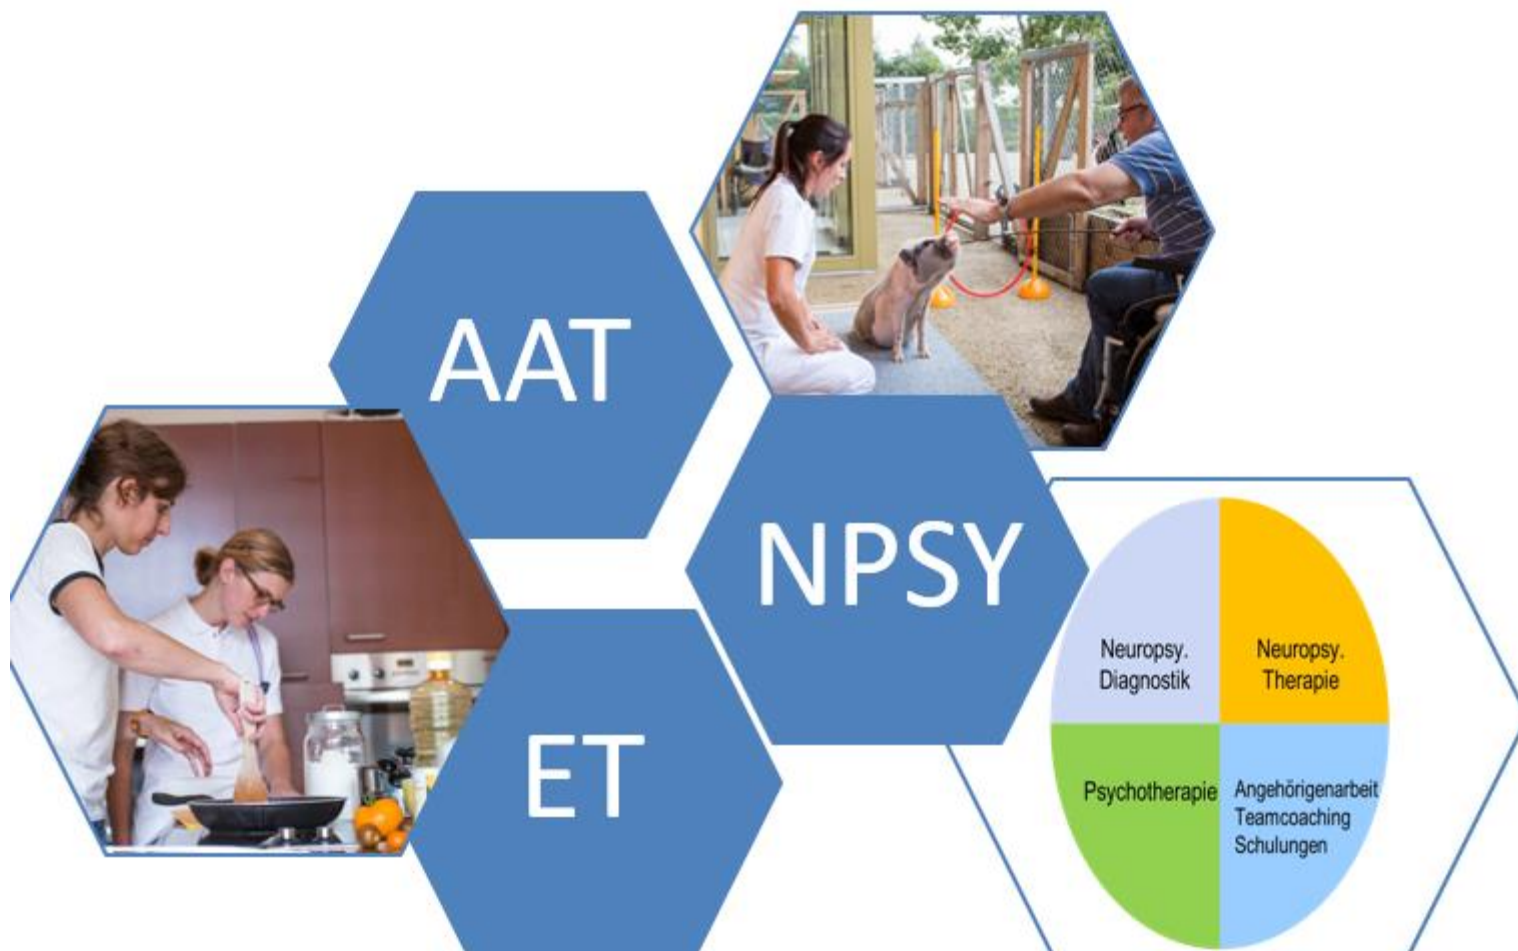 AAT
NPSY
ET
Neuropsy.
Diagnostik
Neuropsy.
Therapie
Psychotherapie
Angehörigenarbeit
Teamcoaching
Schulungen